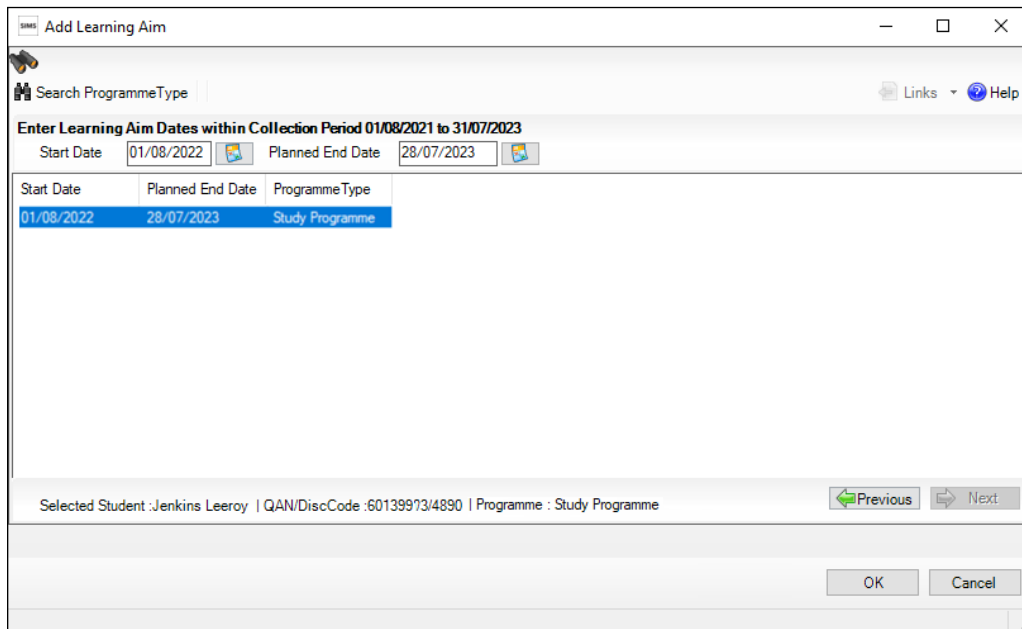 SIMS Add Learning Aim
Search ProgrammeType Links Help
Enter Learning Aim Dates within Collection Period 01/08/2021 to 31/07/2023
Start Date 01/08/2022 Planned End Date 28/07/2023
Start Date Planned End Date ProgrammeType
01/08/2022 28/07/2023 Study Programme
Selected Student :Jenkins Leeroy | QAN/DiscCode :60139973/4890 | Programme : Study Programme
Previous Next
OK Cancel